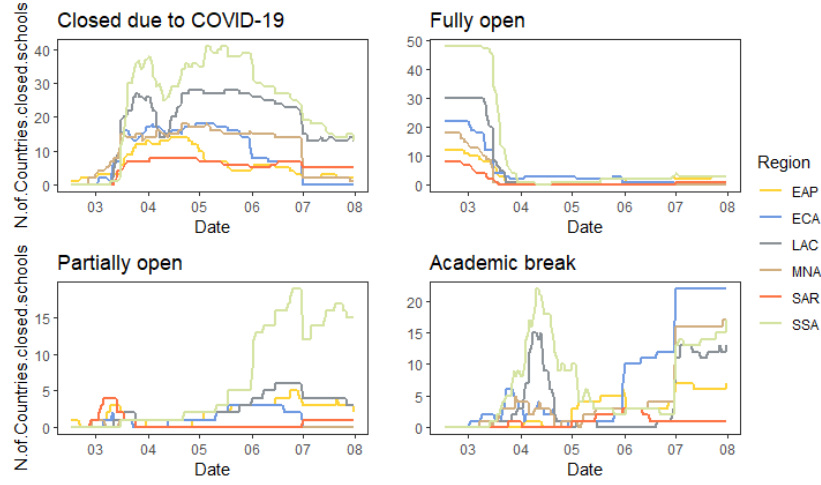 Closed due to COVID-19
N.of.Countries.closed.schools
40
30
20
10
0
03 04 05 06 07 08
Date
Fully open
50
40
30
20
10
0
03 04 05 06 07 08
Date
Partially open
N.of.Countries.closed.schools
15
10
5
0
03 04 05 06 07 08
Date
Academic break
20
15
10
5
0
03 04 05 06 07 08
Date
Region
EAP
ECA
LAC
MNA
SAR
SSA